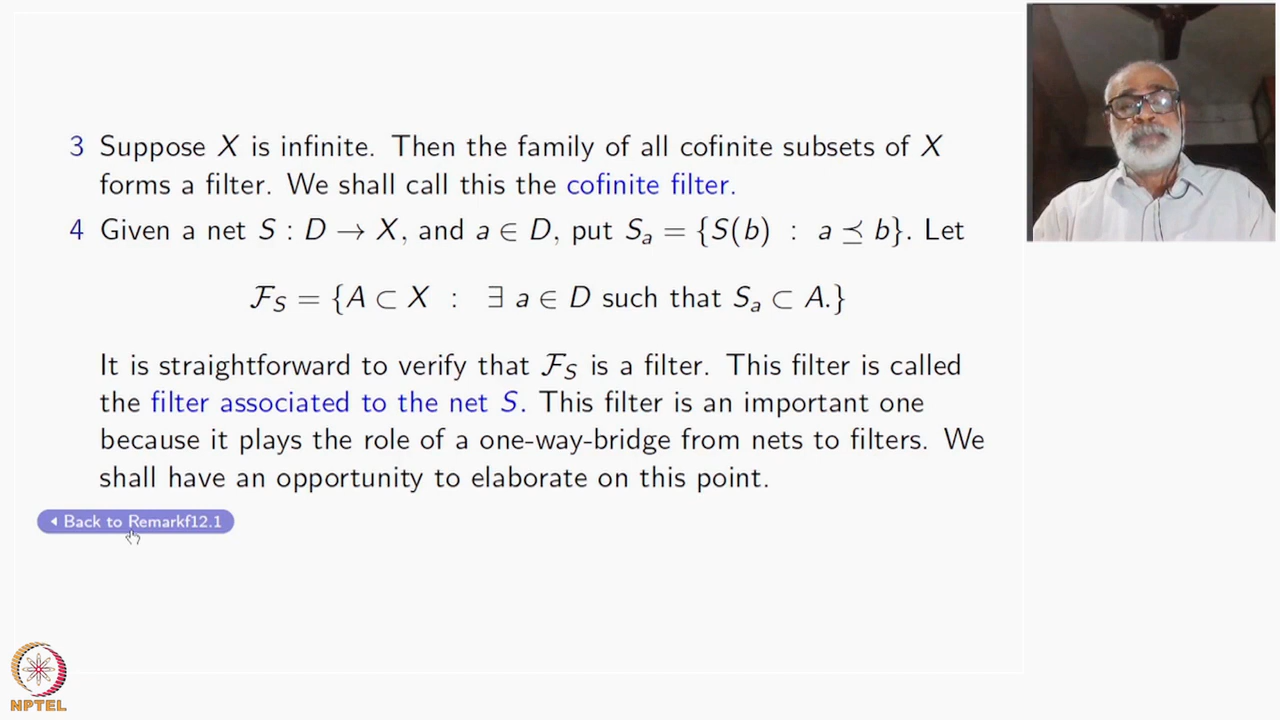 3 Suppose X is infinite. Then the family of all cofinite subsets of X
forms a filter. We shall call this the cofinite filter.
4 Given a net S : D → X, and a ∈ D, put Sₐ = {S(b) : a ⪯ b}. Let
ℱ_S = {A ⊂ X : ∃ a ∈ D such that Sₐ ⊂ A.}
It is straightforward to verify that ℱ_S is a filter. This filter is called
the filter associated to the net S. This filter is an important one
because it plays the role of a one-way-bridge from nets to filters. We
shall have an opportunity to elaborate on this point.
Back to Remarkf12.1
NPTEL